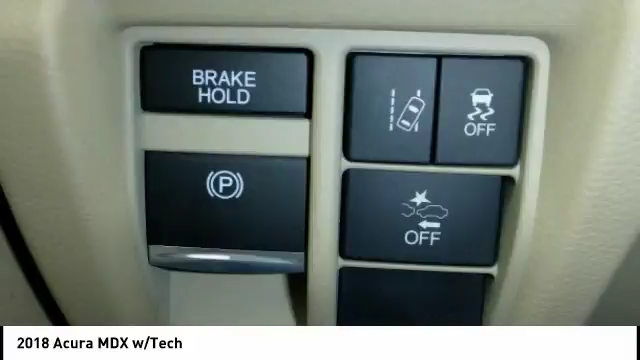 BRAKE
HOLD
P
OFF
OFF
2018 Acura MDX w/Tech